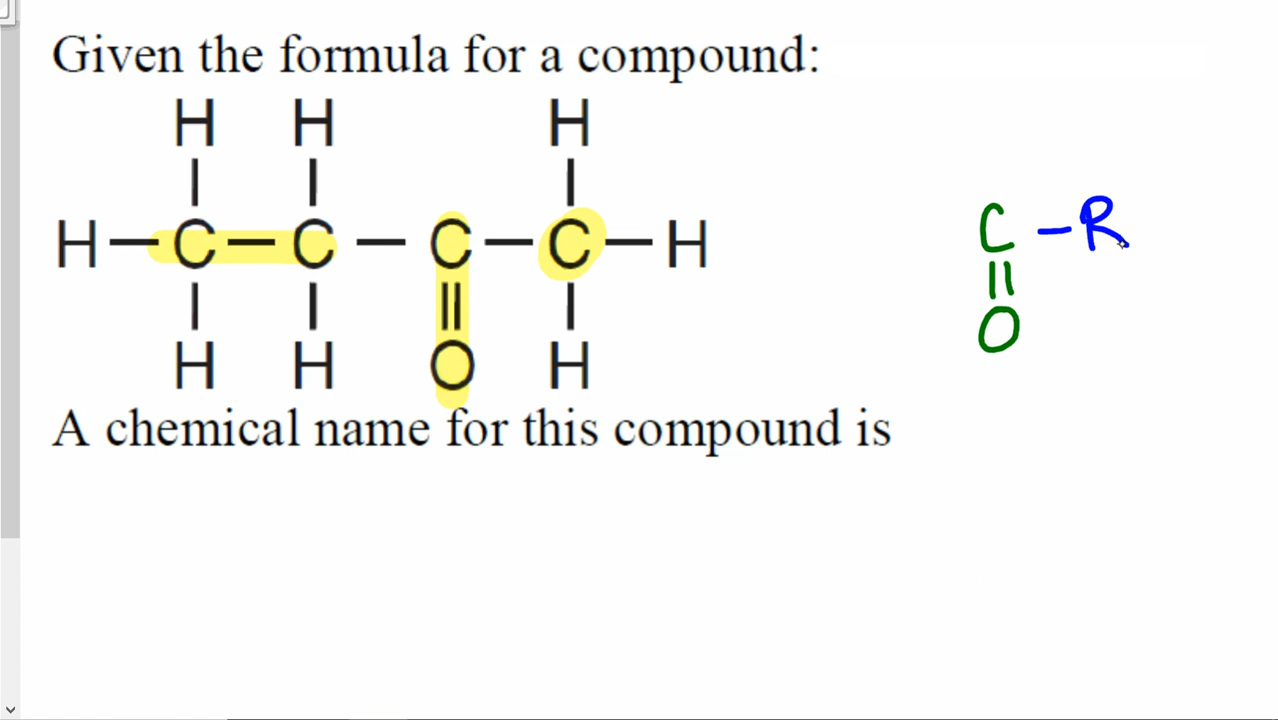 Given the formula for a compound:
H H H
H — C — C — C — C — H
C – R
H H O H
O
A chemical name for this compound is